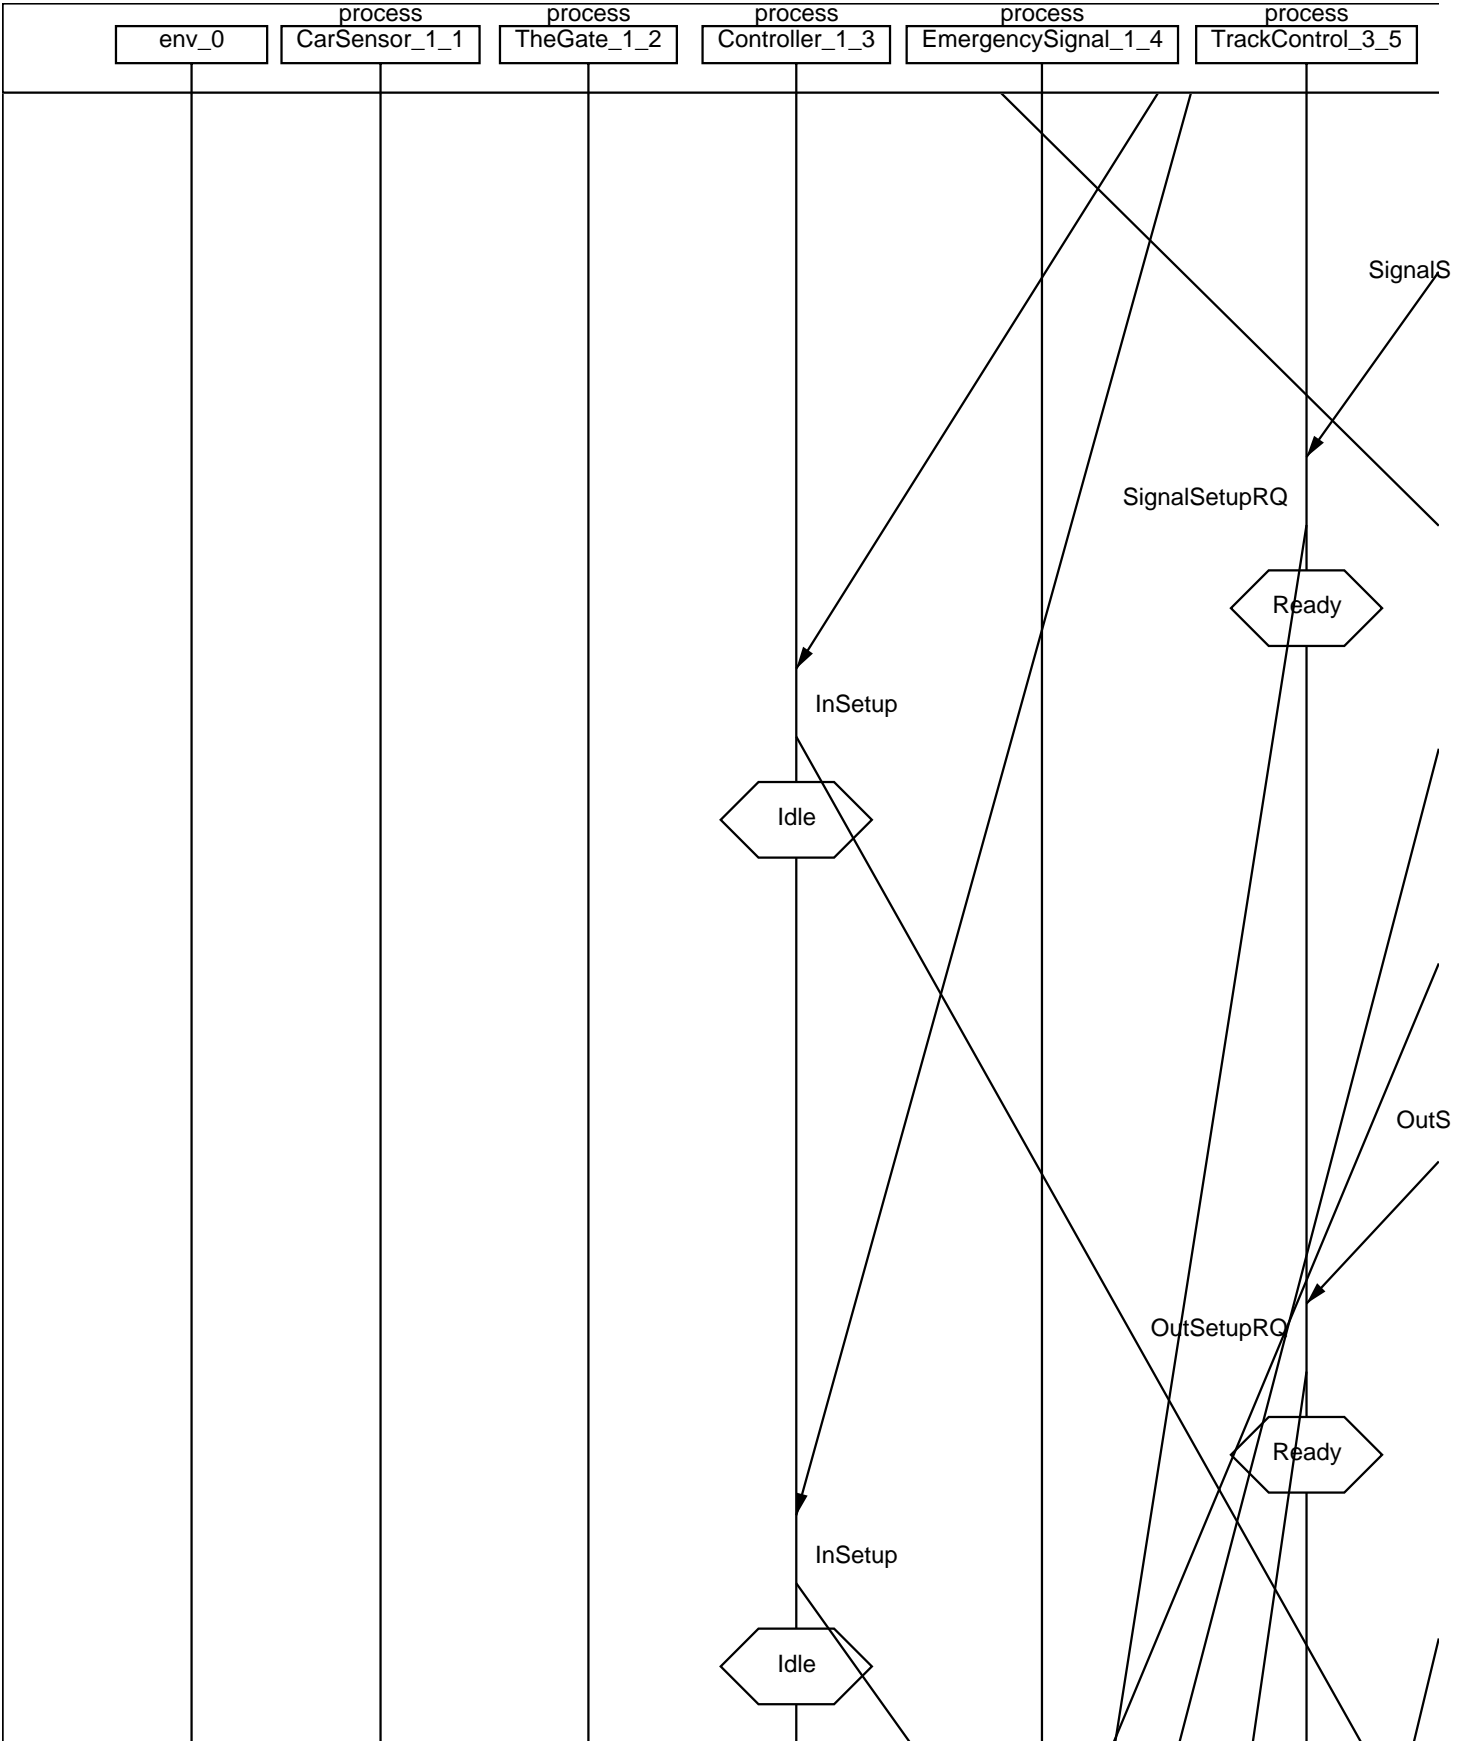 process process process process process
env_0 CarSensor_1_1 TheGate_1_2 Controller_1_3 EmergencySignal_1_4 TrackControl_3_5
SignalS
SignalSetupRQ
Ready
InSetup
Idle
OutS
OutSetupRQ
Ready
InSetup
Idle